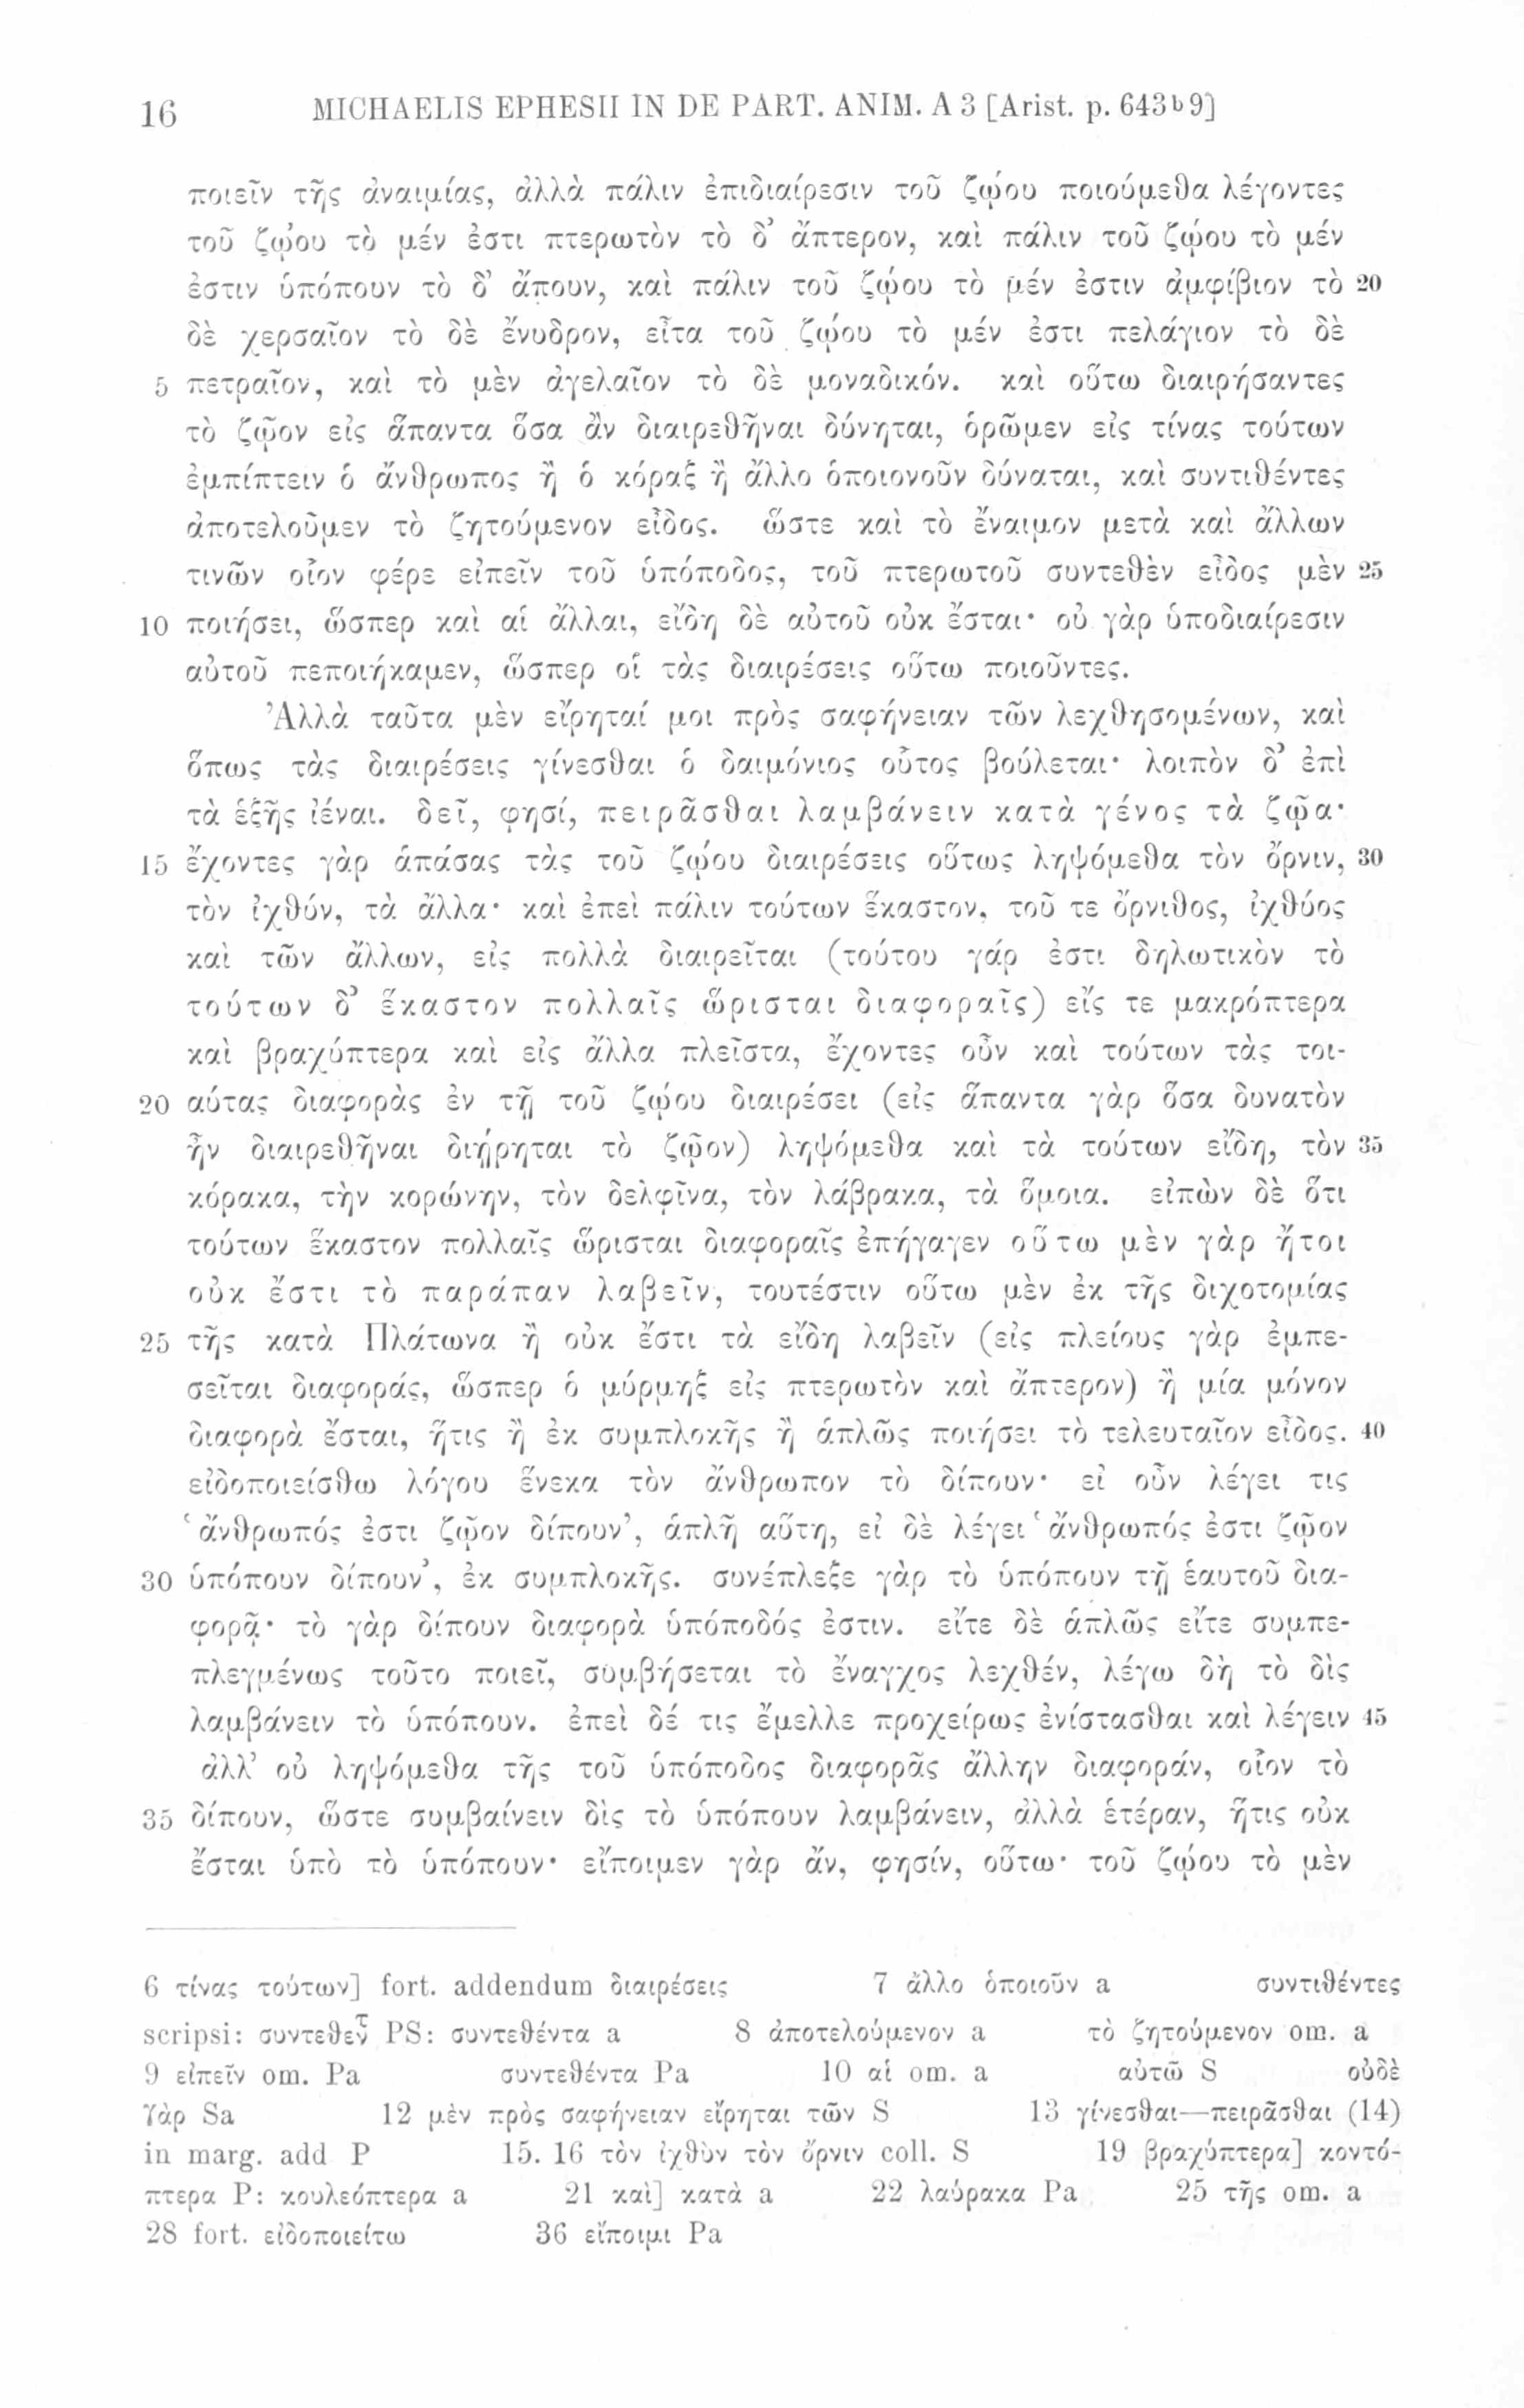 16 MICHAELIS EPHESII IN DE PART. ANIM. A 3 [Arist. p. 643b9]
ποιεῖν τῆς ἀναιμίας, ἀλλὰ πάλιν ἐπιδιαίρεσιν τοῦ ζῴου ποιούμεθα λέγοντες
τοῦ ζῴου τὸ μέν ἐστι πτερωτὸν τὸ δ’ ἄπτερον, καὶ πάλιν τοῦ ζῴου τὸ μέν
ἐστιν ὑπόπουν τὸ δ’ ἄπουν, καὶ πάλιν τοῦ ζῴου τὸ μέν ἐστιν ἀμφίβιον τὸ 20
δὲ χερσαῖον τὸ δὲ ἔνυδρον, εἶτα τοῦ ζῴου τὸ μέν ἐστι πελάγιον τὸ δὲ
5 πετραῖον, καὶ τὸ μὲν ἀγελαῖον τὸ δὲ μοναδικόν. καὶ οὕτω διαιρήσαντες
τὸ ζῷον εἰς ἅπαντα ὅσα ἂν διαιρεθῆναι δύνηται, ὁρῶμεν εἰς τίνας τούτων
ἐμπίπτειν ὁ ἄνθρωπος ἢ ὁ κόραξ ἢ ἄλλο ὁποιονοῦν δύναται, καὶ συντιθέντες
ἀποτελοῦμεν τὸ ζητούμενον εἶδος. ὥστε καὶ τὸ ἔναιμον μετὰ καὶ ἄλλων
τινῶν οἷον φέρε εἰπεῖν τοῦ ὑπόποδος, τοῦ πτερωτοῦ συντεθὲν εἶδος μὲν 25
10 ποιήσει, ὥσπερ καὶ αἱ ἄλλαι, εἴδη δὲ αὐτοῦ οὐκ ἔσται· οὐ γὰρ ὑποδιαίρεσιν
αὐτοῦ πεποιήκαμεν, ὥσπερ οἱ τὰς διαιρέσεις οὕτω ποιοῦντες.
Ἀλλὰ ταῦτα μὲν εἴρηταί μοι πρὸς σαφήνειαν τῶν λεχθησομένων, καὶ
ὅπως τὰς διαιρέσεις γίνεσθαι ὁ δαιμόνιος οὗτος βούλεται· λοιπὸν δ’ ἐπὶ
τὰ ἑξῆς ἰέναι. δεῖ, φησί, πειρᾶσθαι λαμβάνειν κατὰ γένος τὰ ζῷα·
15 ἔχοντες γὰρ ἁπάσας τὰς τοῦ ζῴου διαιρέσεις οὕτως ληψόμεθα τὸν ὄρνιν, 30
τὸν ἰχθύν, τὰ ἄλλα· καὶ ἐπεὶ πάλιν τούτων ἕκαστον, τοῦ τε ὄρνιθος, ἰχθύος
καὶ τῶν ἄλλων, εἰς πολλὰ διαιρεῖται (τούτου γάρ ἐστι δηλωτικὸν τὸ
τούτων δ’ ἕκαστον πολλαῖς ὥρισται διαφοραῖς) εἴς τε μακρόπτερα
καὶ βραχύπτερα καὶ εἰς ἄλλα πλεῖστα, ἔχοντες οὖν καὶ τούτων τὰς τοι-
20 αύτας διαφορὰς ἐν τῇ τοῦ ζῴου διαιρέσει (εἰς ἅπαντα γὰρ ὅσα δυνατὸν
ἦν διαιρεθῆναι διῄρηται τὸ ζῷον) ληψόμεθα καὶ τὰ τούτων εἴδη, τὸν 35
κόρακα, τὴν κορώνην, τὸν δελφῖνα, τὸν λάβρακα, τὰ ὅμοια. εἰπὼν δὲ ὅτι
τούτων ἕκαστον πολλαῖς ὥρισται διαφοραῖς ἐπήγαγεν οὕτω μὲν γὰρ ἤτοι
οὐκ ἔστι τὸ παράπαν λαβεῖν, τουτέστιν οὕτω μὲν ἐκ τῆς διχοτομίας
25 τῆς κατὰ Πλάτωνα ἢ οὐκ ἔστι τὰ εἴδη λαβεῖν (εἰς πλείους γὰρ ἐμπε-
σεῖται διαφοράς, ὥσπερ ὁ μύρμηξ εἰς πτερωτὸν καὶ ἄπτερον) ἢ μία μόνον
διαφορὰ ἔσται, ἥτις ἢ ἐκ συμπλοκῆς ἢ ἁπλῶς ποιήσει τὸ τελευταῖον εἶδος. 40
εἰδοποιείσθω λόγου ἕνεκα τὸν ἄνθρωπον τὸ δίπουν· εἰ οὖν λέγει τις
‘ἄνθρωπός ἐστι ζῷον δίπουν’, ἁπλῆ αὕτη, εἰ δὲ λέγει ‘ἄνθρωπός ἐστι ζῷον
30 ὑπόπουν δίπουν’, ἐκ συμπλοκῆς. συνέπλεξε γὰρ τὸ ὑπόπουν τῇ ἑαυτοῦ δια-
φορᾷ· τὸ γὰρ δίπουν διαφορὰ ὑπόποδός ἐστιν. εἴτε δὲ ἁπλῶς εἴτε συμπε-
πλεγμένως τοῦτο ποιεῖ, συμβήσεται τὸ ἔναγχος λεχθέν, λέγω δὴ τὸ δὶς
λαμβάνειν τὸ ὑπόπουν. ἐπεὶ δέ τις ἔμελλε προχείρως ἐνίστασθαι καὶ λέγειν 45
ἀλλ’ οὐ ληψόμεθα τῆς τοῦ ὑπόποδος διαφορᾶς ἄλλην διαφοράν, οἷον τὸ
35 δίπουν, ὥστε συμβαίνειν δὶς τὸ ὑπόπουν λαμβάνειν, ἀλλὰ ἑτέραν, ἥτις οὐκ
ἔσται ὑπὸ τὸ ὑπόπουν· εἴποιμεν γὰρ ἄν, φησίν, οὕτω· τοῦ ζῴου τὸ μὲν
6 τίνας τούτων] fort. addendum διαιρέσεις 7 ἄλλο ὁποιοῦν a συντιθέντες
scripsi: συντεθεν̄τ PS: συντεθέντα a 8 ἀποτελούμενον a τὸ ζητούμενον om. a
9 εἰπεῖν om. Pa συντεθέντα Pa 10 αἱ om. a αὐτῶ S οὐδὲ
γὰρ Sa 12 μὲν πρὸς σαφήνειαν εἴρηται τῶν S 13 γίνεσθαι—πειρᾶσθαι (14)
in marg. add P 15. 16 τὸν ἰχθὺν τὸν ὄρνιν coll. S 19 βραχύπτερα] κοντό-
πτερα P: κουλεόπτερα a 21 καὶ] κατὰ a 22 λαύρακα Pa 25 τῆς om. a
28 fort. εἰδοποιείτω 36 εἴποιμι Pa